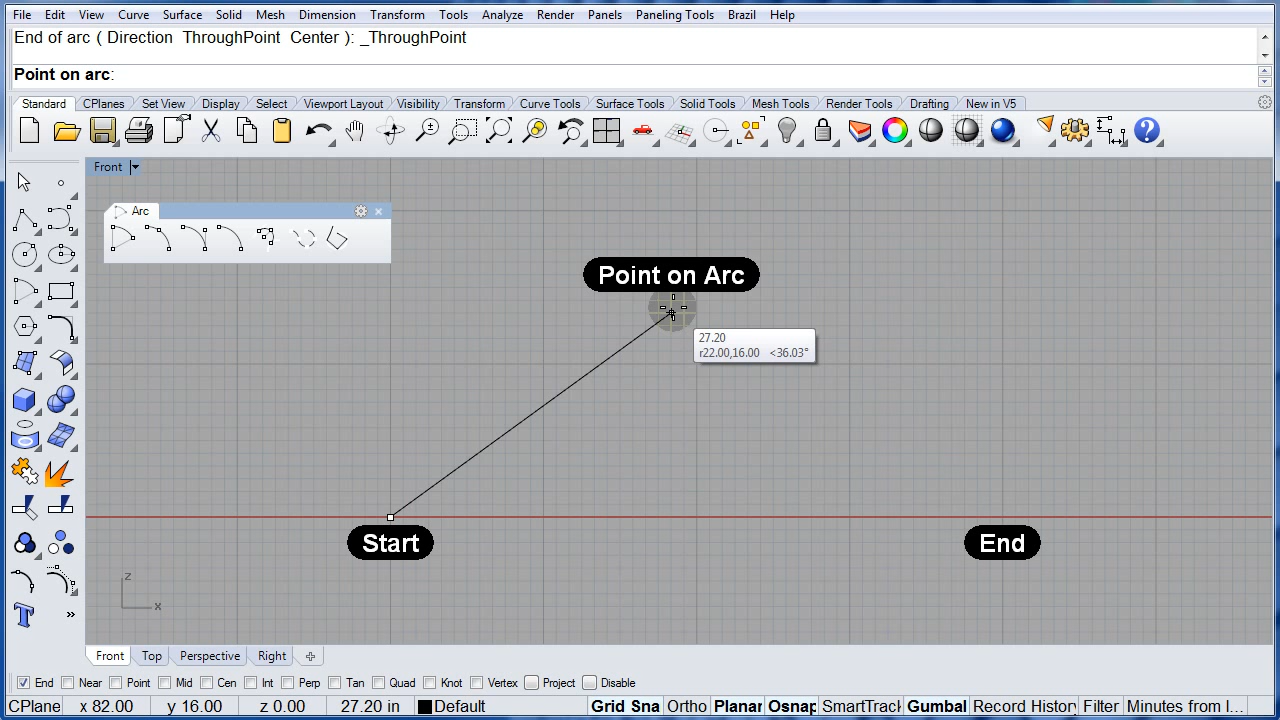 File Edit View Curve Surface Solid Mesh Dimension Transform Tools Analyze Render Panels Paneling Tools Brazil Help
End of arc ( Direction ThroughPoint Center ): _ThroughPoint
Point on arc:
Standard CPlanes Set View Display Select Viewport Layout Visibility Transform Curve Tools Surface Tools Solid Tools Mesh Tools Render Tools Drafting New in V5
Front
Arc
Point on Arc
27.20
r22.00,16.00 <36.03°
Start
End
z
x
T
»
Front Top Perspective Right
End Near Point Mid Cen Int Perp Tan Quad Knot Vertex Project Disable
CPlane x 82.00 y 16.00 z 0.00 27.20 in Default Grid Sna Ortho Planar Osnap SmartTrack Gumbal Record History Filter Minutes from l...